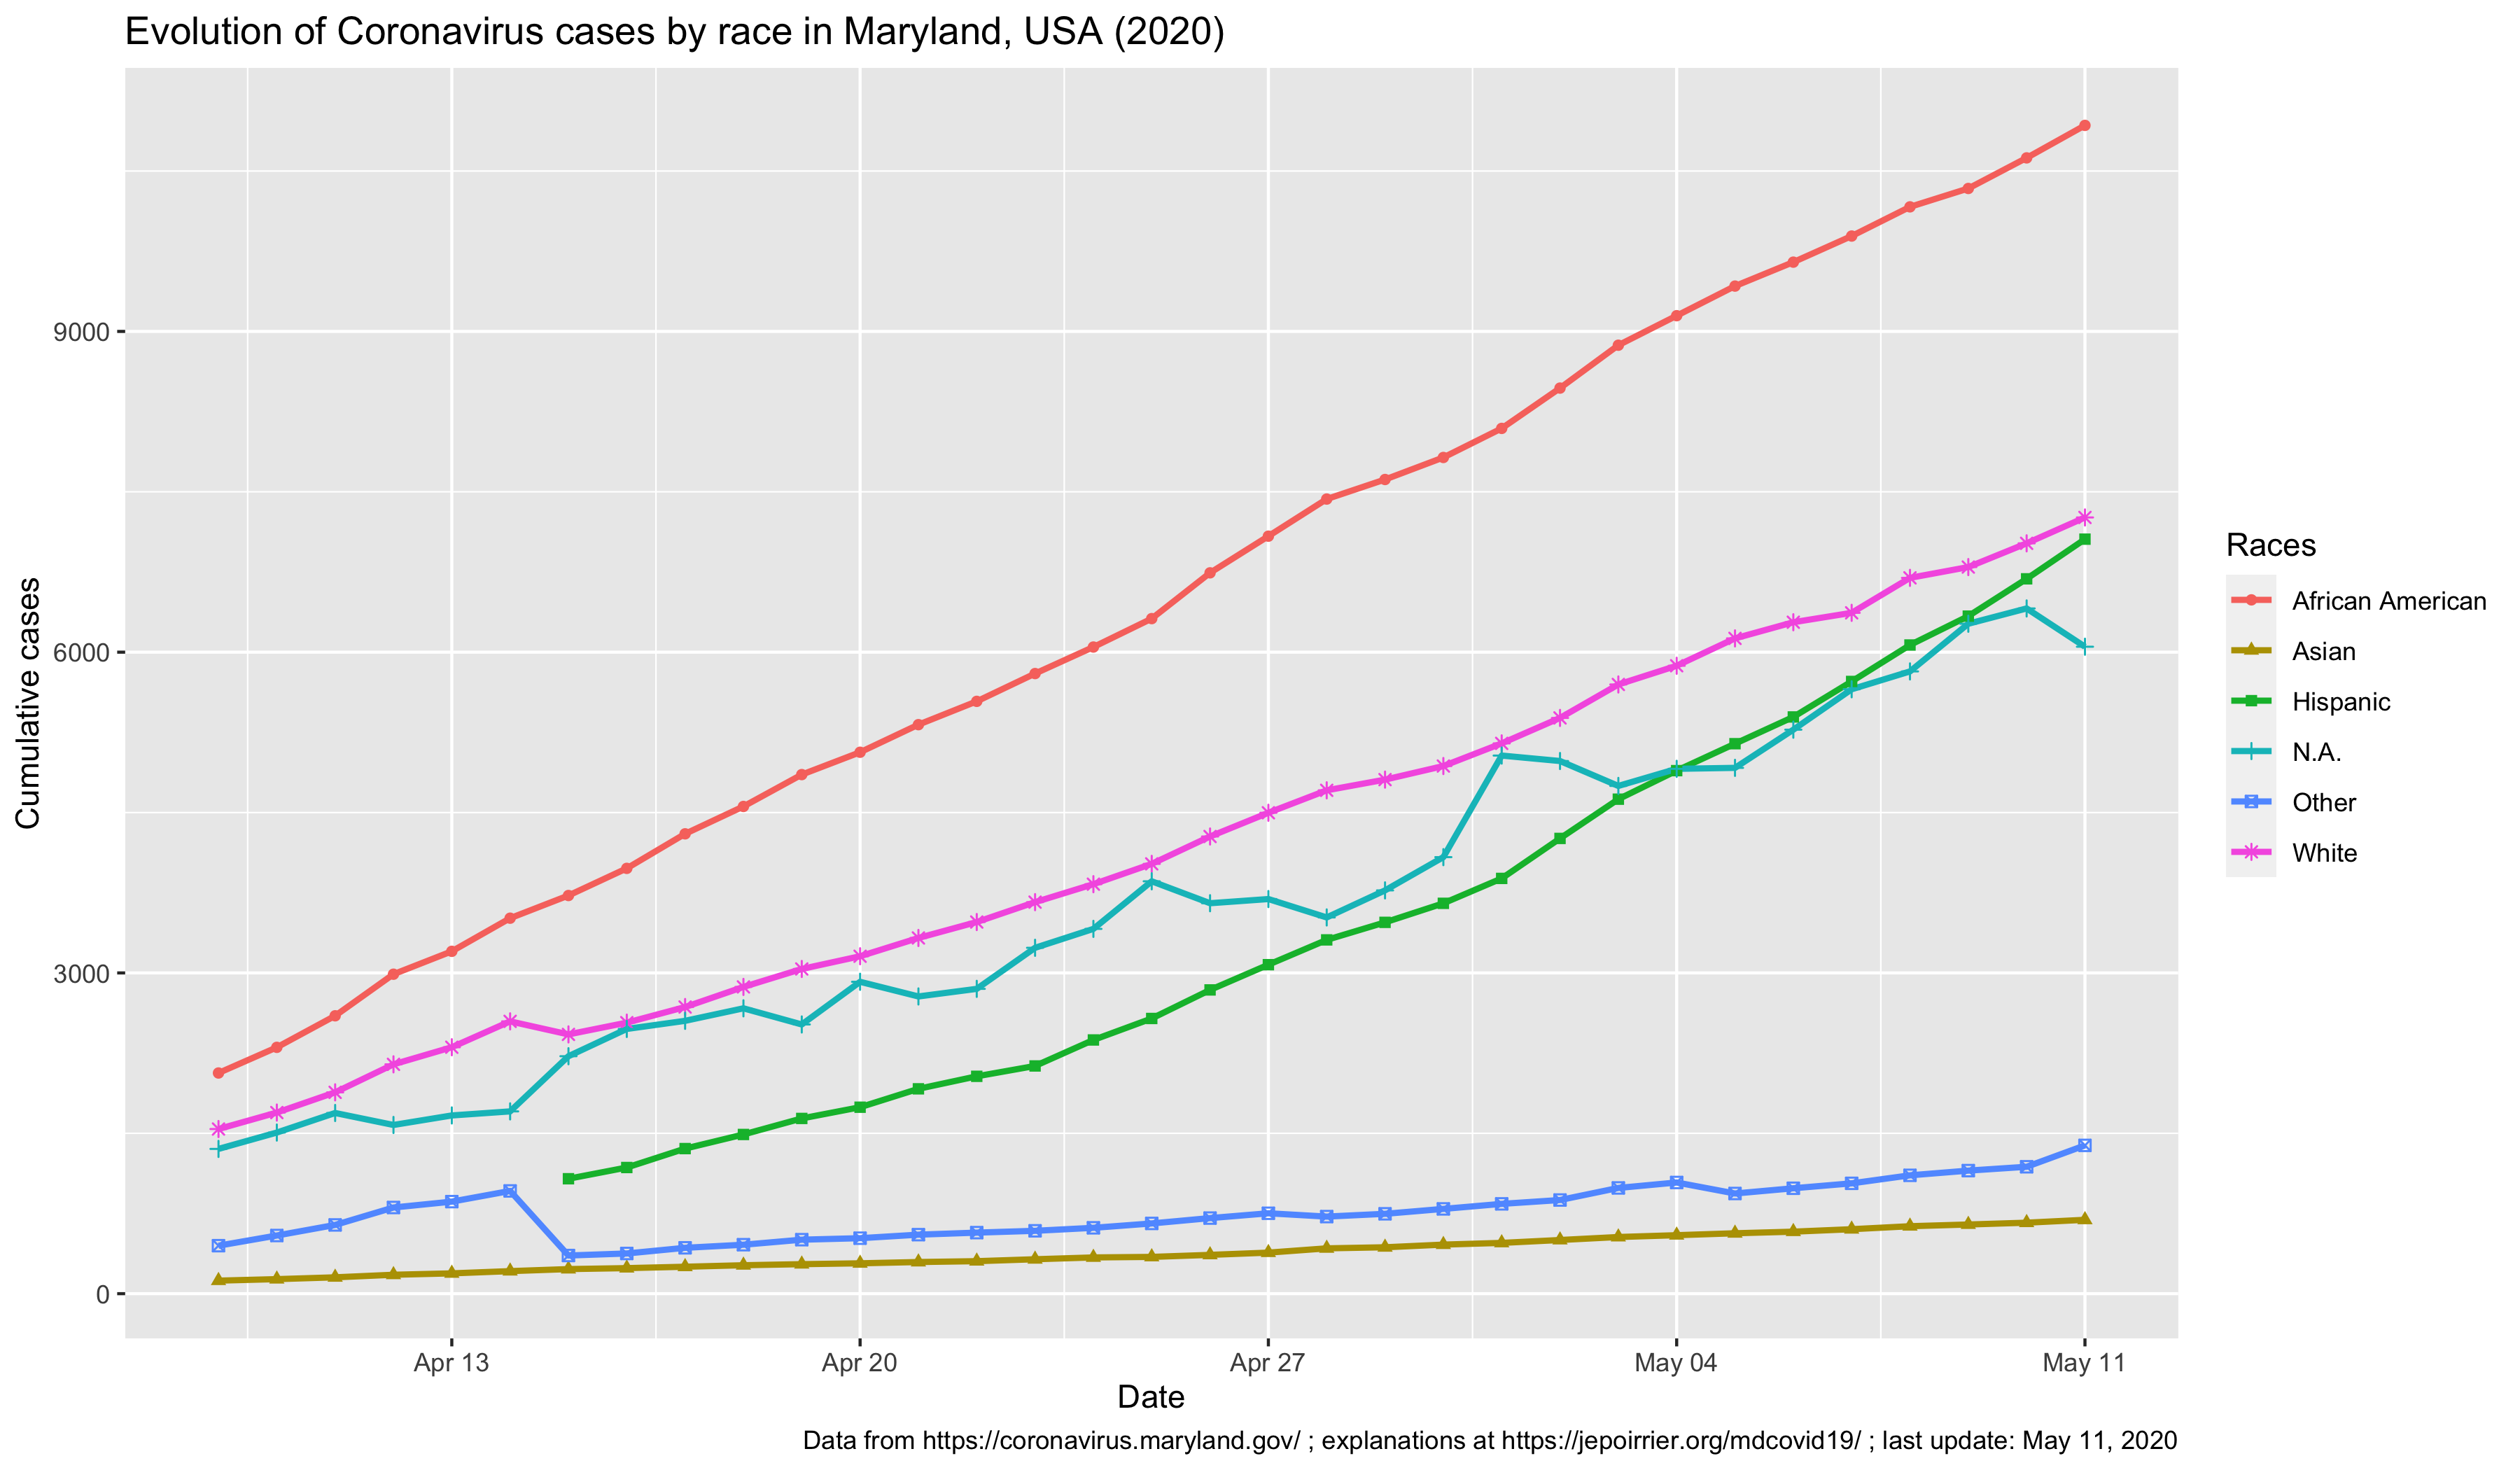 Evolution of Coronavirus cases by race in Maryland, USA (2020)
Cumulative cases
9000
6000
3000
0
Apr 13
Apr 20
Apr 27
May 04
May 11
Date
Races
African American
Asian
Hispanic
N.A.
Other
White
Data from https://coronavirus.maryland.gov/ ; explanations at https://jepoirrier.org/mdcovid19/ ; last update: May 11, 2020